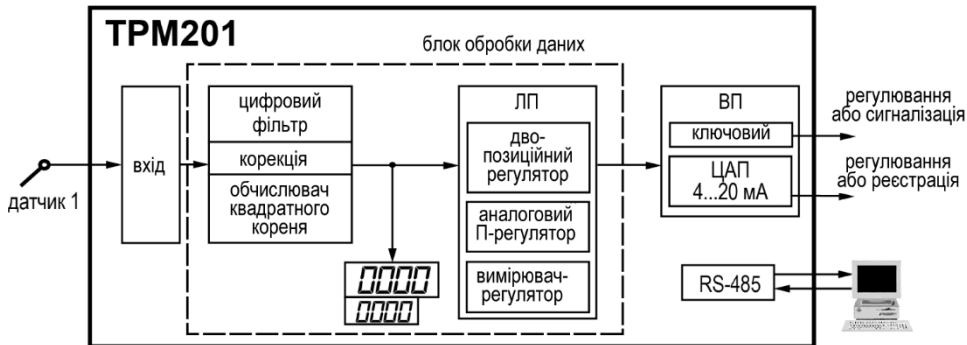 ТРМ201
блок обробки даних
датчик 1
вхід
цифровий
фільтр
корекція
обчислювач
квадратного
кореня
0000
0000
ЛП
дво-
позиційний
регулятор
аналоговий
П-регулятор
вимірювач-
регулятор
ВП
ключовий
ЦАП
4...20 мА
RS-485
регулювання
або сигналізація
регулювання
або реєстрація